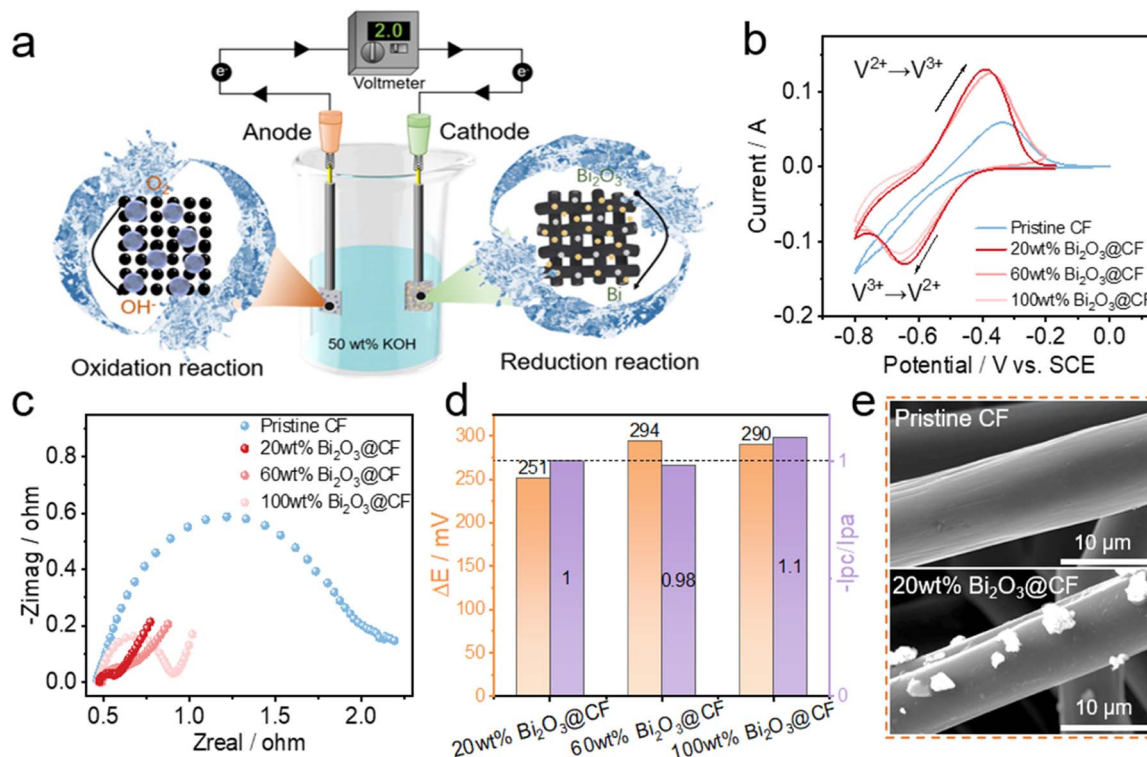 a
2.0
Voltmeter
e⁻
e⁻
Anode
Cathode
O₂
OH⁻
Bi₂O₃
Bi
50 wt% KOH
Oxidation reaction
Reduction reaction
b
V²⁺→V³⁺
V³⁺→V²⁺
Pristine CF
20wt% Bi₂O₃@CF
60wt% Bi₂O₃@CF
100wt% Bi₂O₃@CF
0.1
0.0
-0.1
-0.2
Current / A
-0.8
-0.6
-0.4
-0.2
0.0
Potential / V vs. SCE
c
Pristine CF
20wt% Bi₂O₃@CF
60wt% Bi₂O₃@CF
100wt% Bi₂O₃@CF
0.8
0.6
0.4
0.2
0.0
-Zimag / ohm
0.5
1.0
1.5
2.0
Zreal / ohm
d
300
250
200
150
100
50
0
ΔE / mV
251
294
290
1
0.98
1.1
1
0
-Ipc/Ipa
20wt% Bi₂O₃@CF
60wt% Bi₂O₃@CF
100wt% Bi₂O₃@CF
e
Pristine CF
10 µm
20wt% Bi₂O₃@CF
10 µm